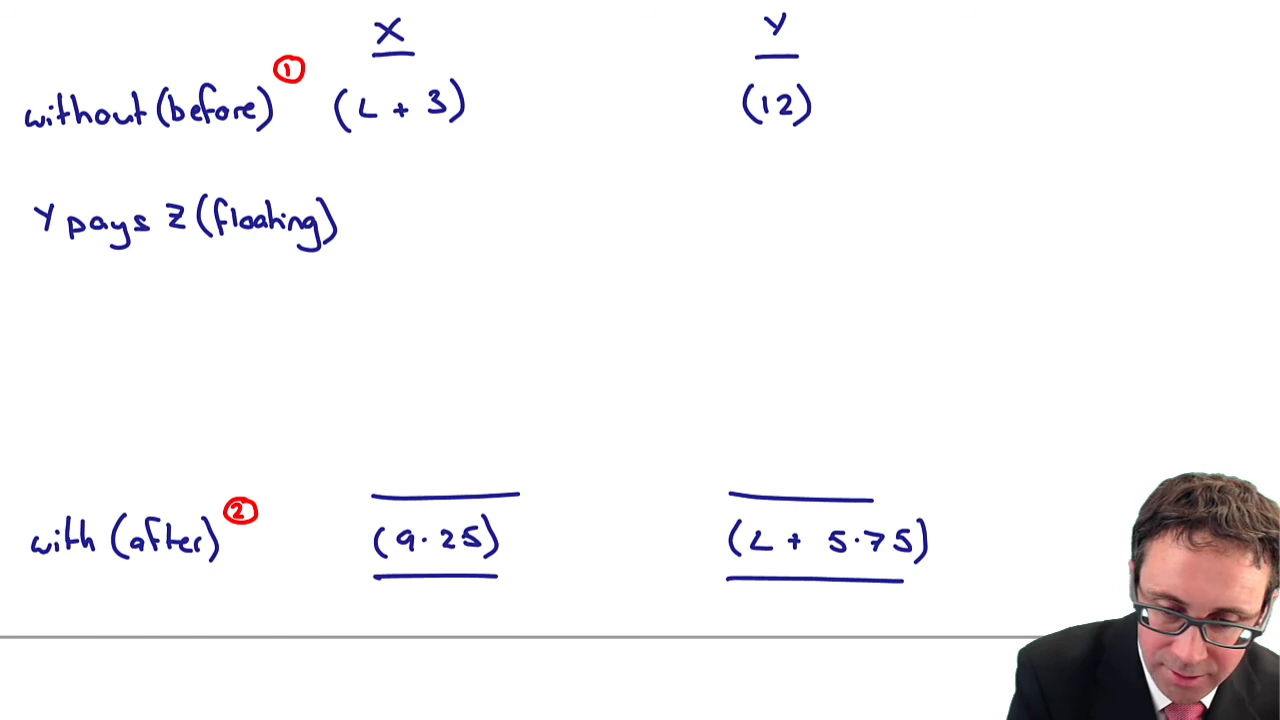 X Y
without (before) ① (L + 3) (12)
Y pays Z (floating)
with (after) ② (9.25) (L + 5.75)